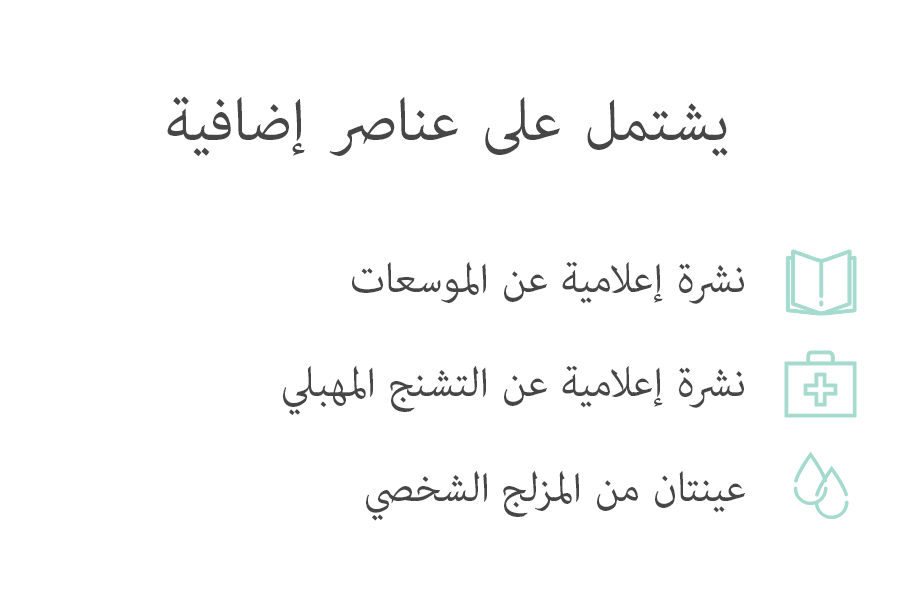 يشتمل على عناصر إضافية
نشرة إعلامية عن الموسعات
نشرة إعلامية عن التشنج المهبلي
عينتان من المزلج الشخصي